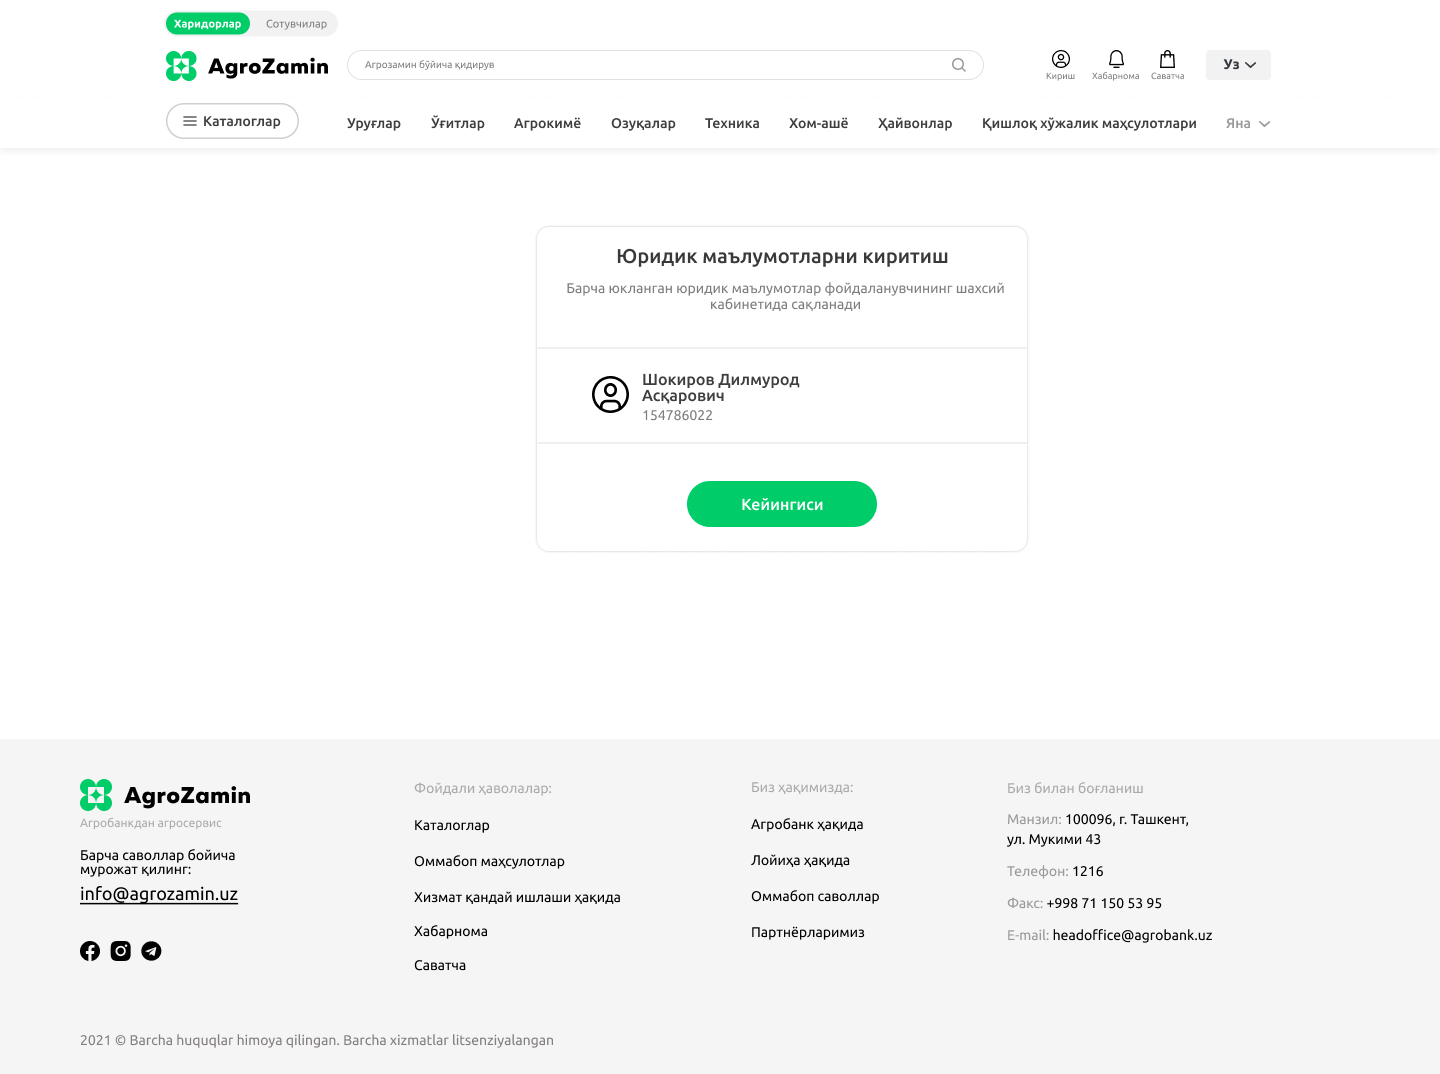 Харидорлар
Сотувчилар
AgroZamin
Агрозамин бўйича қидирув
Кириш
Хабарнома
Саватча
Уз
Каталоглар
Уруғлар
Ўғитлар
Агрокимё
Озуқалар
Техника
Хом-ашё
Ҳайвонлар
Қишлоқ хўжалик маҳсулотлари
Яна
Юридик маълумотларни киритиш
Барча юкланган юридик маълумотлар фойдаланувчининг шахсий
кабинетида сақланади
Шокиров Дилмурод
Асқарович
154786022
Кейингиси
AgroZamin
Агробанкдан агросервис
Барча саволлар бойича
мурожат қилинг:
info@agrozamin.uz
Фойдали ҳаволалар:
Каталоглар
Оммабоп маҳсулотлар
Хизмат қандай ишлаши ҳақида
Хабарнома
Саватча
Биз ҳақимизда:
Агробанк ҳақида
Лойиҳа ҳақида
Оммабоп саволлар
Партнёрларимиз
Биз билан боғланиш
Манзил: 100096, г. Ташкент,
ул. Мукими 43
Телефон: 1216
Факс: +998 71 150 53 95
E-mail: headoffice@agrobank.uz
2021 © Barcha huquqlar himoya qilingan. Barcha xizmatlar litsenziyalangan